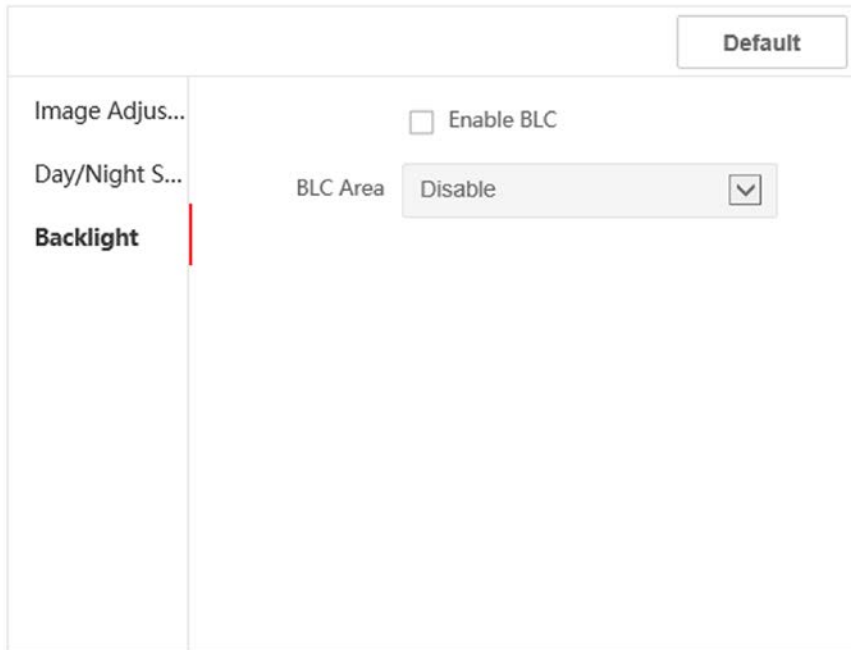 Default
Image Adjus...
Day/Night S...
Backlight
Enable BLC
BLC Area
Disable